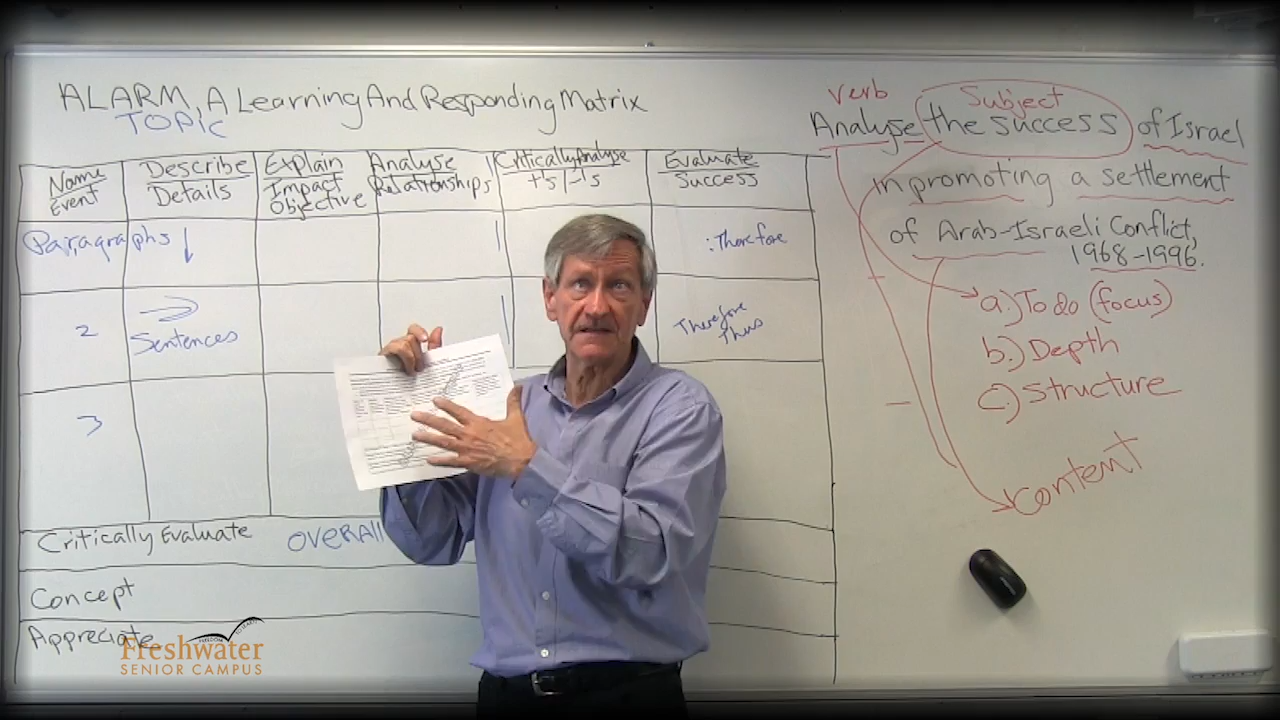 ALARM, A Learning And Responding Matrix
TOPIC
Name
Event
Describe
Details
Explain
Impact
Objective
Analyse
Relationships
Critically Analyse
+'s/-'s
Evaluate
Success
Paragraphs
:Therefore
2
Sentences
Therefore
Thus
3
Critically Evaluate OVERALL
Concept
Appreciate
Freshwater
SENIOR CAMPUS
verb
Subject
Analyse the success of Israel
in promoting a settlement
of Arab-Israeli Conflict,
1968-1996.
a.) To do (focus)
b.) Depth
c.) Structure
content